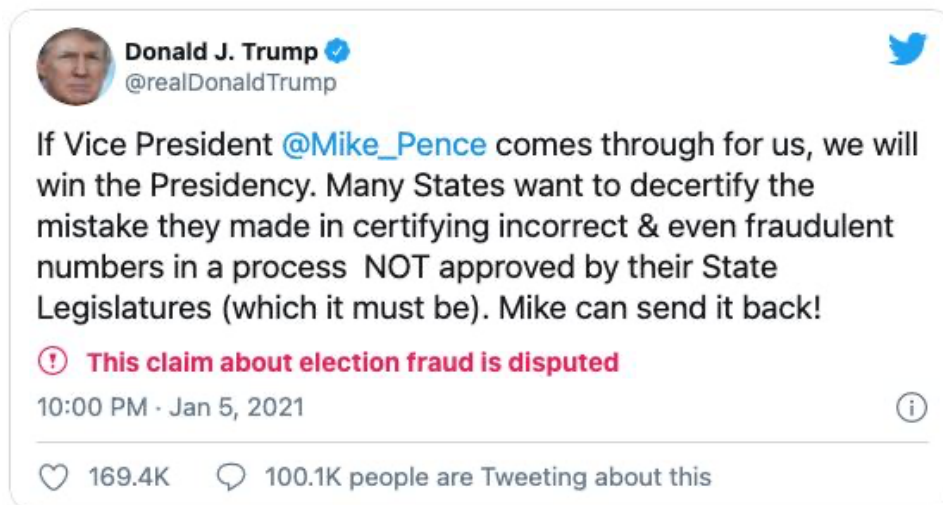 Donald J. Trump
@realDonaldTrump
If Vice President @Mike_Pence comes through for us, we will
win the Presidency. Many States want to decertify the
mistake they made in certifying incorrect & even fraudulent
numbers in a process  NOT approved by their State
Legislatures (which it must be). Mike can send it back!
This claim about election fraud is disputed
10:00 PM · Jan 5, 2021
169.4K 100.1K people are Tweeting about this